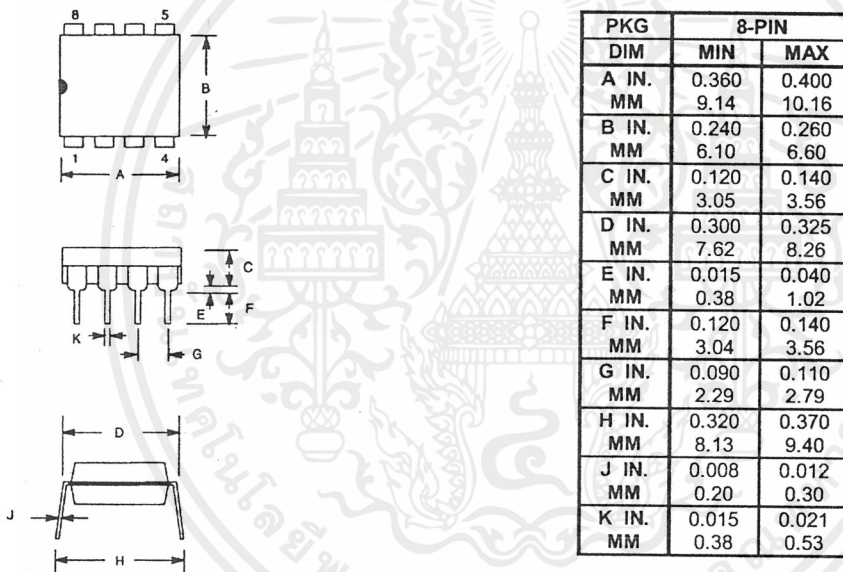 8 5
B
1 4
A
C
E F
K
G
D
J
H
PKG 8-PIN
DIM MIN MAX
A IN. 0.360 0.400
MM 9.14 10.16
B IN. 0.240 0.260
MM 6.10 6.60
C IN. 0.120 0.140
MM 3.05 3.56
D IN. 0.300 0.325
MM 7.62 8.26
E IN. 0.015 0.040
MM 0.38 1.02
F IN. 0.120 0.140
MM 3.04 3.56
G IN. 0.090 0.110
MM 2.29 2.79
H IN. 0.320 0.370
MM 8.13 9.40
J IN. 0.008 0.012
MM 0.20 0.30
K IN. 0.015 0.021
MM 0.38 0.53